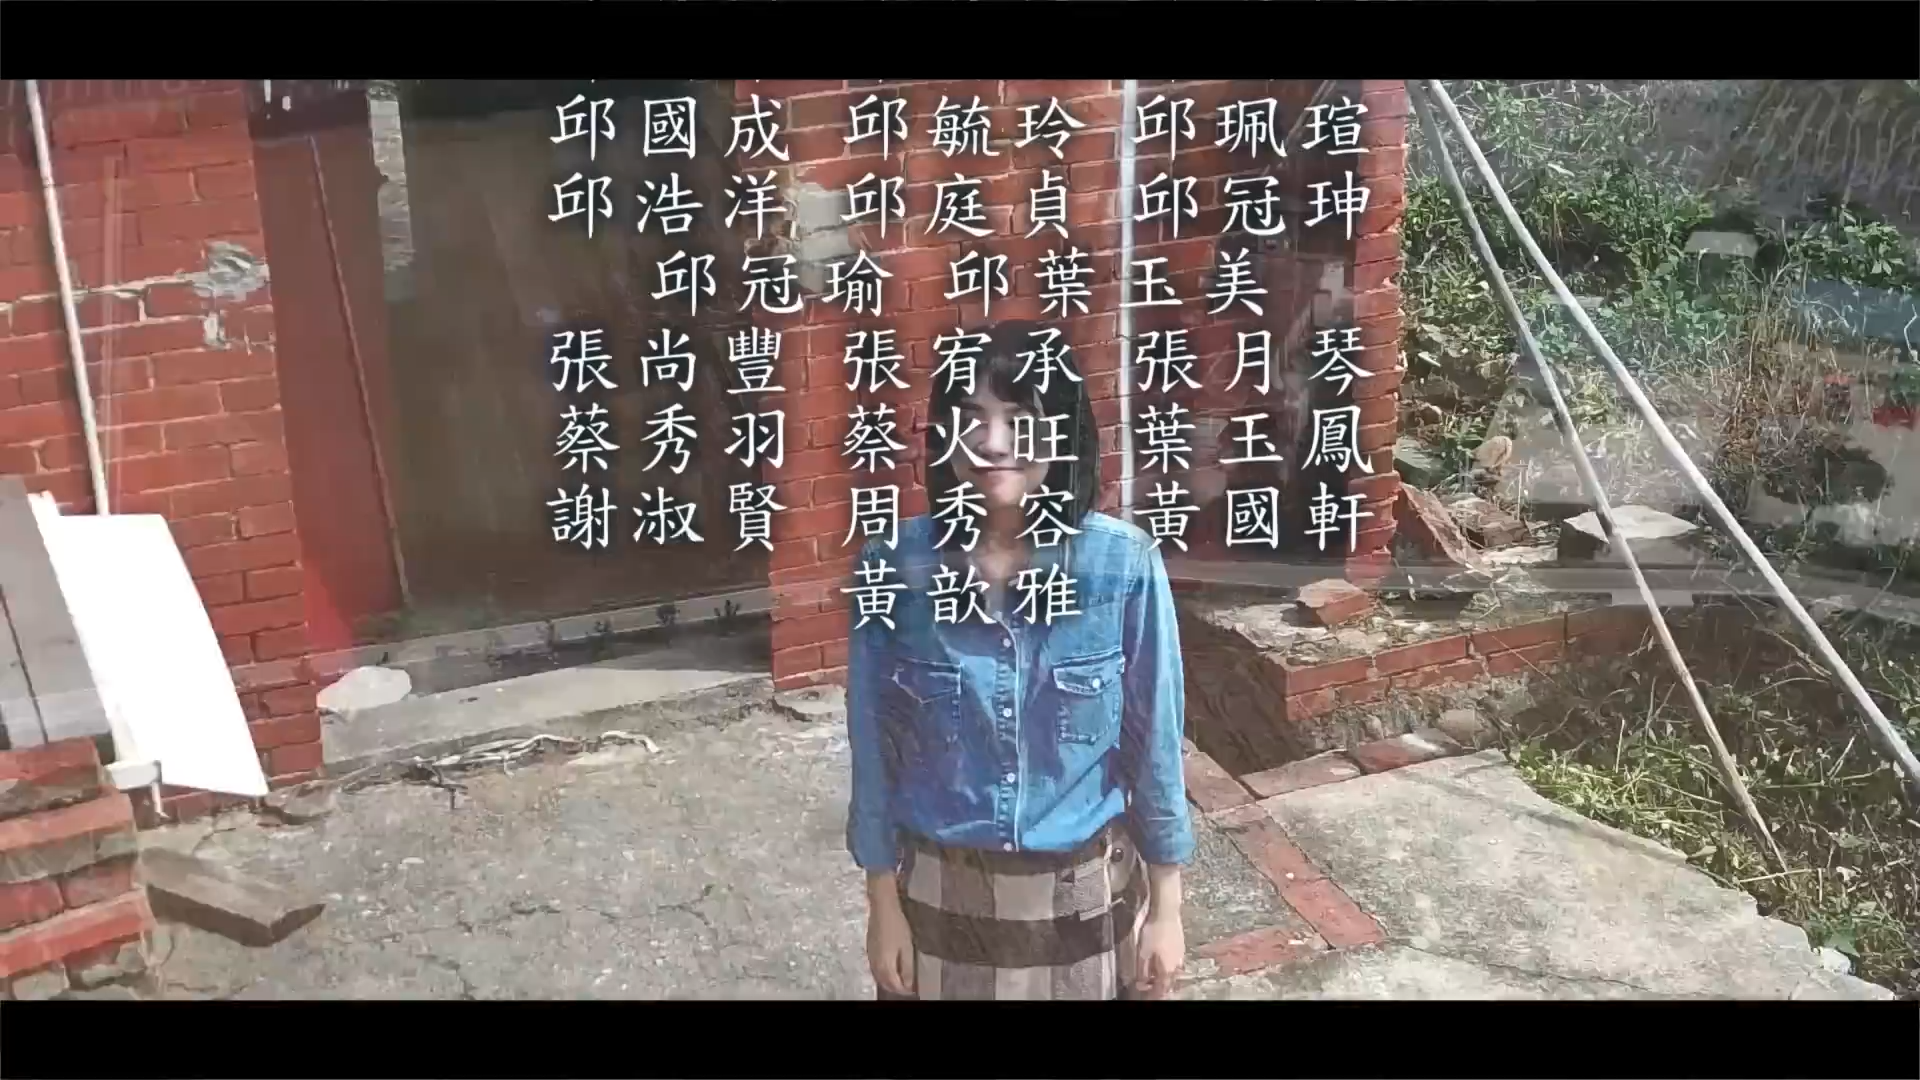 邱國成 邱毓玲 邱珮瑄
邱浩洋 邱庭貞 邱冠珅
邱冠瑜 邱葉玉美
張尚豐 張宥承 張月琴
蔡秀羽 蔡火旺 葉玉鳳
謝淑賢 周秀容 黃國軒
黃歆雅